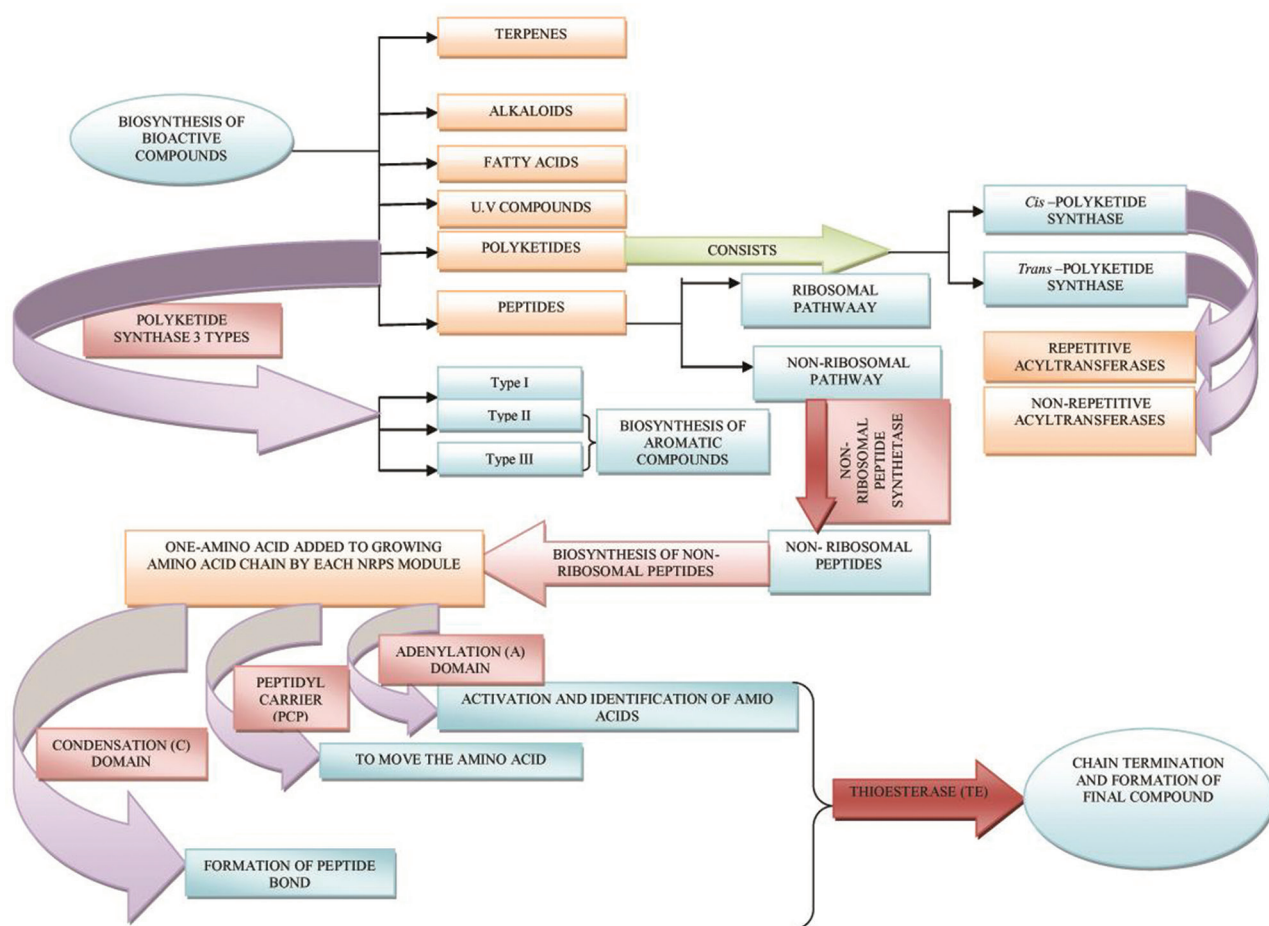 TERPENES
BIOSYNTHESIS OF
BIOACTIVE
COMPOUNDS
ALKALOIDS
FATTY ACIDS
U.V COMPOUNDS
POLYKETIDES
CONSISTS
Cis –POLYKETIDE
SYNTHASE
Trans –POLYKETIDE
SYNTHASE
PEPTIDES
RIBOSOMAL
PATHWAAY
POLYKETIDE
SYNTHASE 3 TYPES
REPETITIVE
ACYLTRANSFERASES
NON-RIBOSOMAL
PATHWAY
NON-REPETITIVE
ACYLTRANSFERASES
Type I
Type II
Type III
BIOSYNTHESIS OF
AROMATIC
COMPOUNDS
NON-
RIBOSOMAL
PEPTIDE
SYNTHETASE
ONE-AMINO ACID ADDED TO GROWING
AMINO ACID CHAIN BY EACH NRPS MODULE
BIOSYNTHESIS OF NON-
RIBOSOMAL PEPTIDES
NON- RIBOSOMAL
PEPTIDES
ADENYLATION (A)
DOMAIN
PEPTIDYL
CARRIER
(PCP)
ACTIVATION AND IDENTIFICATION OF AMIO
ACIDS
CONDENSATION (C)
DOMAIN
TO MOVE THE AMINO ACID
THIOESTERASE (TE)
CHAIN TERMINATION
AND FORMATION OF
FINAL COMPOUND
FORMATION OF PEPTIDE
BOND